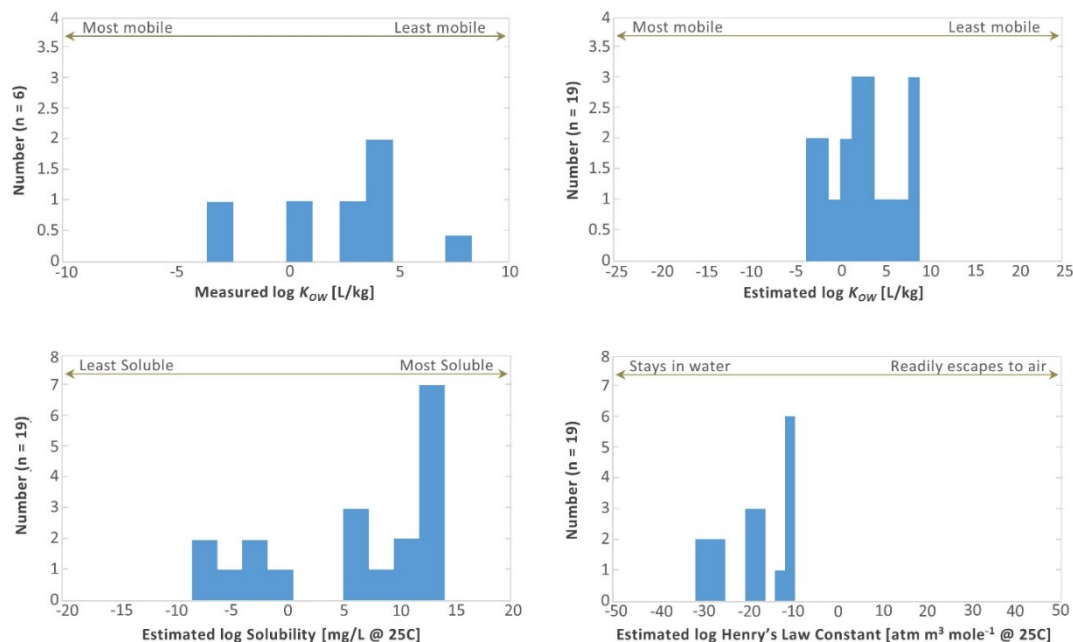 Most mobile Least mobile
4
3.5
3
2.5
2
1.5
1
0.5
0
Number (n = 6)
-10 -5 0 5 10
Measured log KOW [L/kg]
Most mobile Least mobile
4
3.5
3
2.5
2
1.5
1
0.5
0
Number (n = 19)
-25 -20 -15 -10 -5 0 5 10 15 20 25
Estimated log KOW [L/kg]
Least Soluble Most Soluble
8
7
6
5
4
3
2
1
0
Number (n = 19)
-20 -15 -10 -5 0 5 10 15 20
Estimated log Solubility [mg/L @ 25C]
Stays in water Readily escapes to air
8
7
6
5
4
3
2
1
0
Number (n = 19)
-50 -40 -30 -20 -10 0 10 20 30 40 50
Estimated log Henry's Law Constant [atm m³ mole⁻¹ @ 25C]